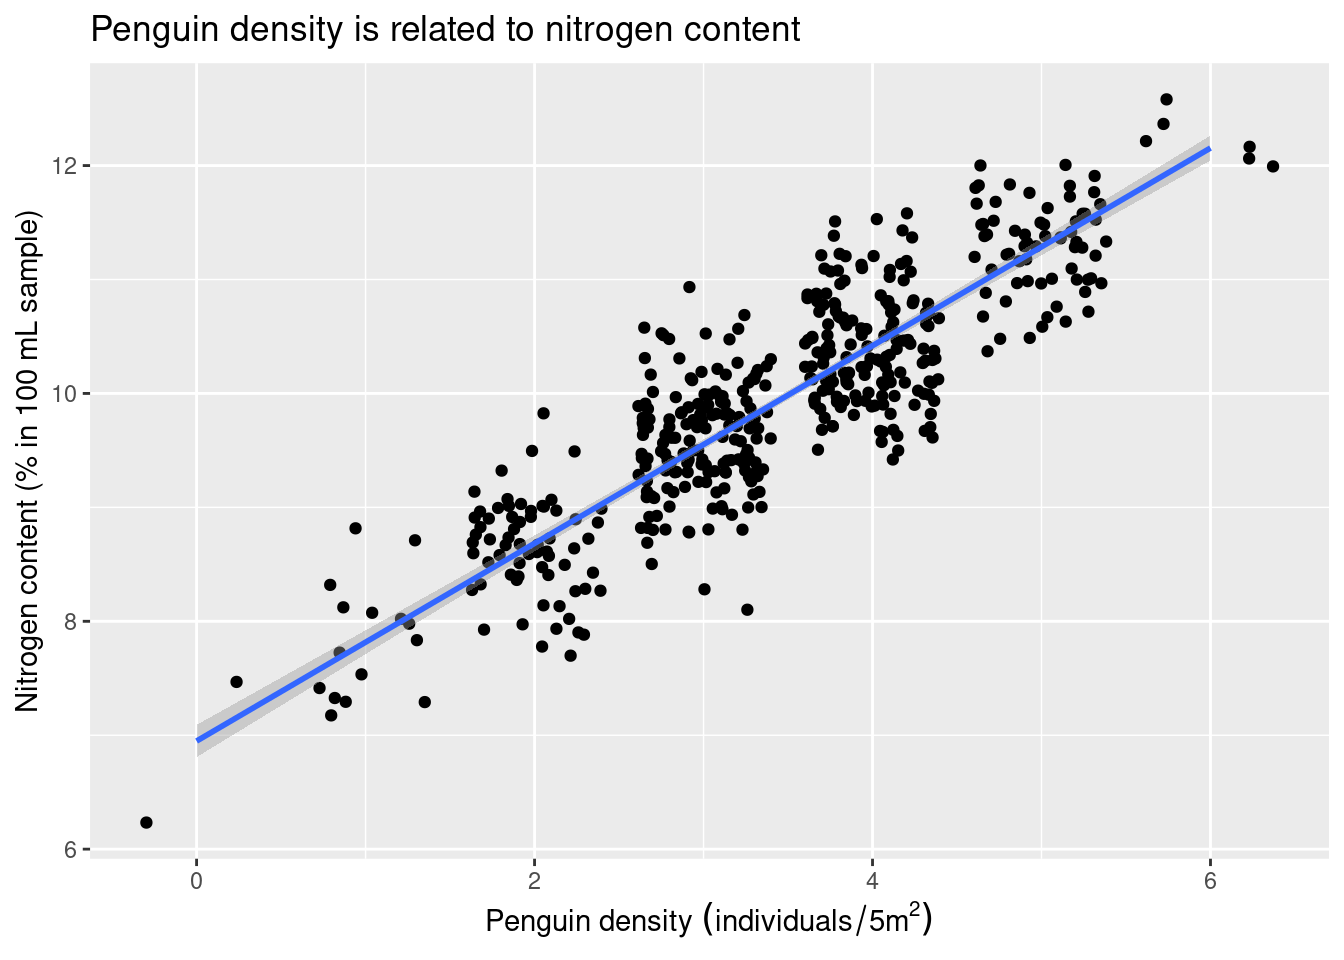 Penguin density is related to nitrogen content
Nitrogen content (% in 100 mL sample)
12
10
8
6
0 2 4 6
Penguin density (individuals/5m²)